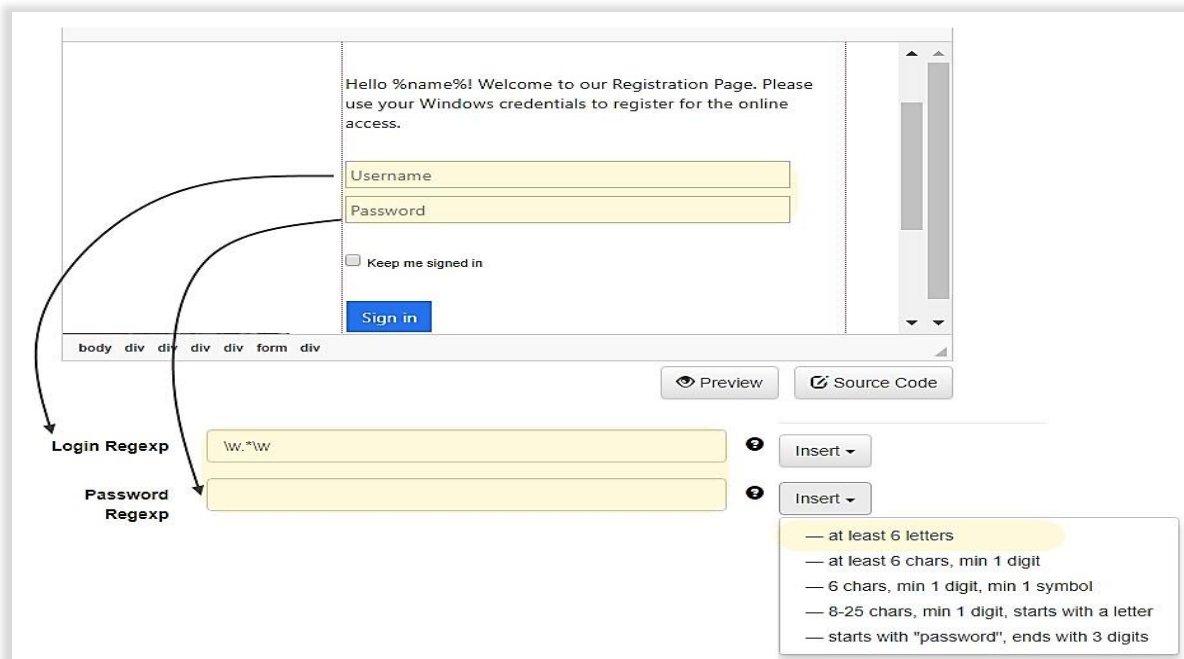 Hello %name%! Welcome to our Registration Page. Please
use your Windows credentials to register for the online
access.
Username
Password
Keep me signed in
Sign in
body div div div div form div
Preview
Source Code
Login Regexp
\w.*\w
Insert
Password
Regexp
Insert
— at least 6 letters
— at least 6 chars, min 1 digit
— 6 chars, min 1 digit, min 1 symbol
— 8-25 chars, min 1 digit, starts with a letter
— starts with "password", ends with 3 digits